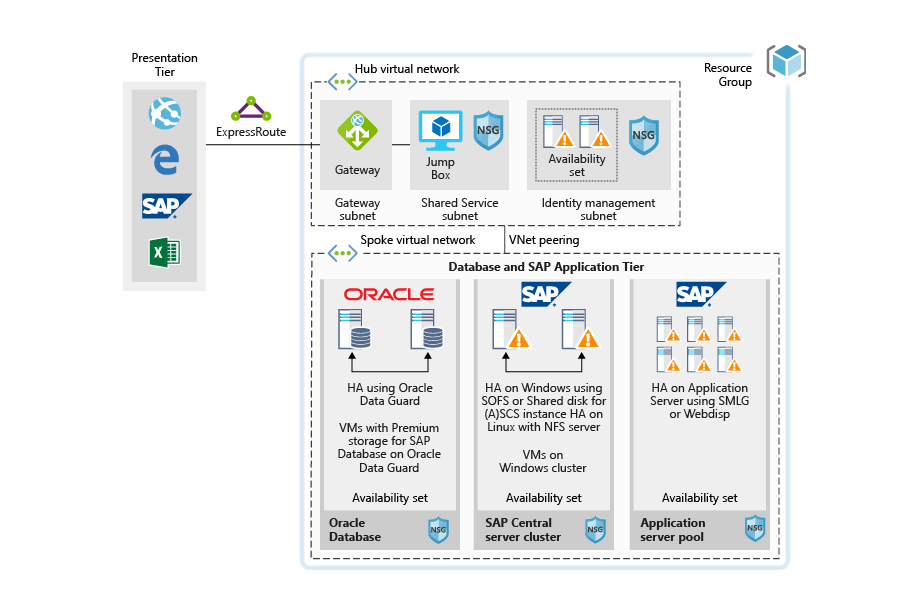 Presentation
Tier
ExpressRoute
Hub virtual network
Resource
Group
Gateway
Jump
Box
NSG
Availability
set
NSG
Gateway
subnet
Shared Service
subnet
Identity management
subnet
SAP
Spoke virtual network
VNet peering
Database and SAP Application Tier
ORACLE
HA using Oracle
Data Guard
VMs with Premium
storage for SAP
Database on Oracle
Data Guard
Availability set
Oracle
Database
NSG
SAP
HA on Windows using
SOFS or Shared disk for
(A)SCS instance HA on
Linux with NFS server
VMs on
Windows cluster
Availability set
SAP Central
server cluster
NSG
SAP
HA on Application
Server using SMLG
or Webdisp
Availability set
Application
server pool
NSG